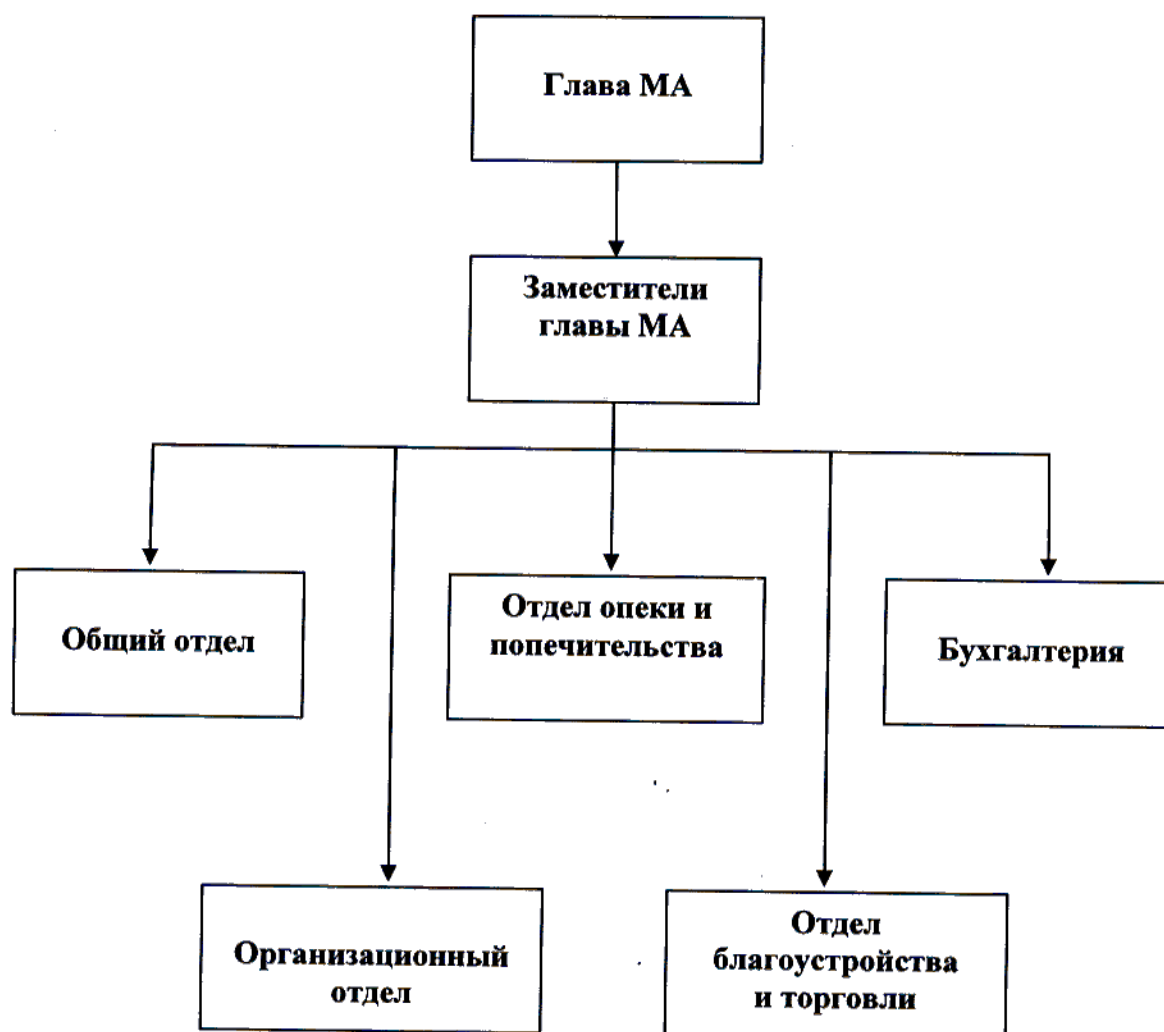 Глава МА
Заместители
главы МА
Общий отдел
Отдел опеки и
попечительства
Бухгалтерия
Организационный
отдел
Отдел
благоустройства
и торговли